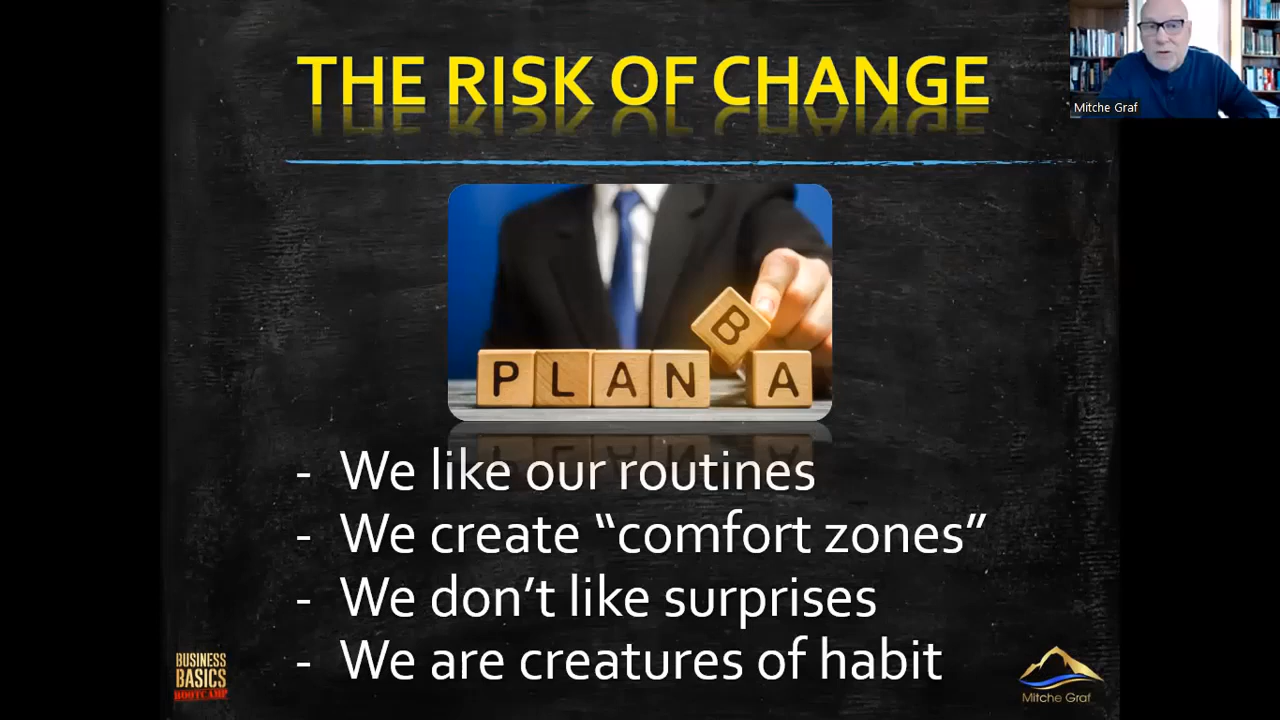 THE RISK OF CHANGE
Mitche Graf
B
PLAN A
- We like our routines
- We create “comfort zones”
- We don’t like surprises
- We are creatures of habit
BUSINESS
BASICS
BOOTCAMP
Mitche Graf